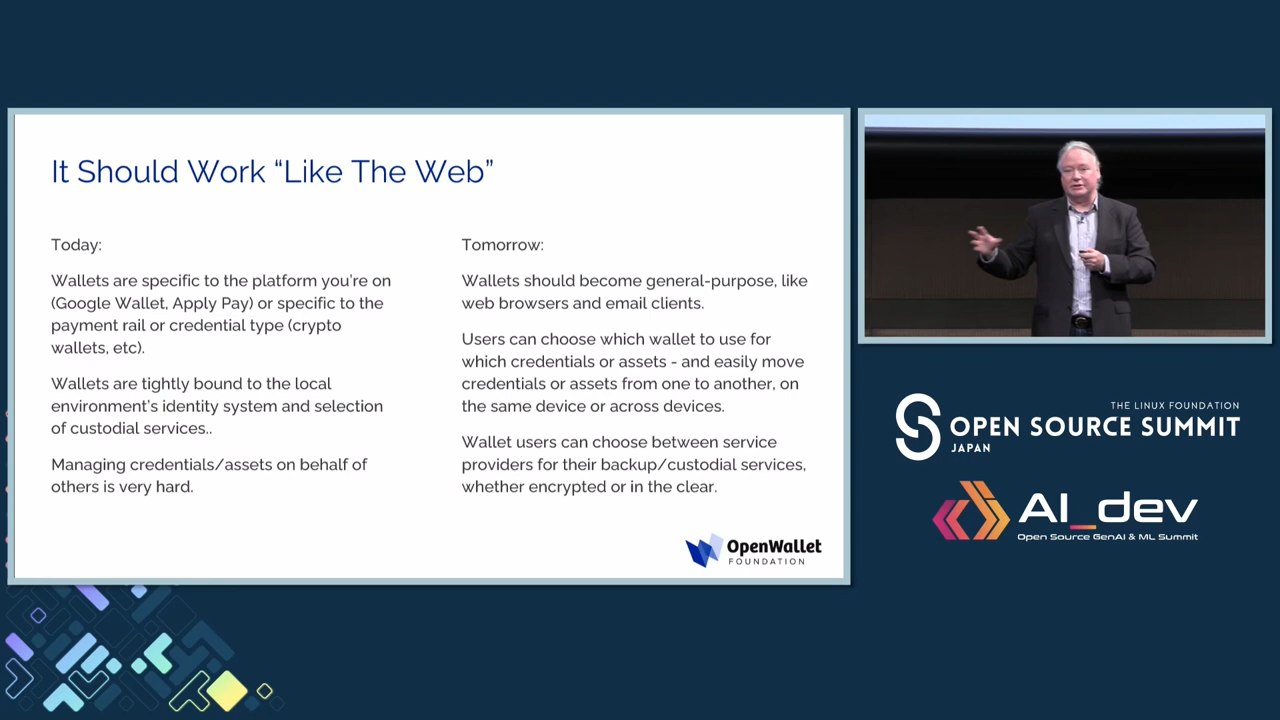 It Should Work “Like The Web”
Today:
Wallets are specific to the platform you're on
(Google Wallet, Apply Pay) or specific to the
payment rail or credential type (crypto
wallets, etc).
Wallets are tightly bound to the local
environment's identity system and selection
of custodial services..
Managing credentials/assets on behalf of
others is very hard.
Tomorrow:
Wallets should become general-purpose, like
web browsers and email clients.
Users can choose which wallet to use for
which credentials or assets - and easily move
credentials or assets from one to another, on
the same device or across devices.
Wallet users can choose between service
providers for their backup/custodial services,
whether encrypted or in the clear.
OpenWallet
FOUNDATION
THE LINUX FOUNDATION
OPEN SOURCE SUMMIT
JAPAN
AI_dev
Open Source GenAI & ML Summit